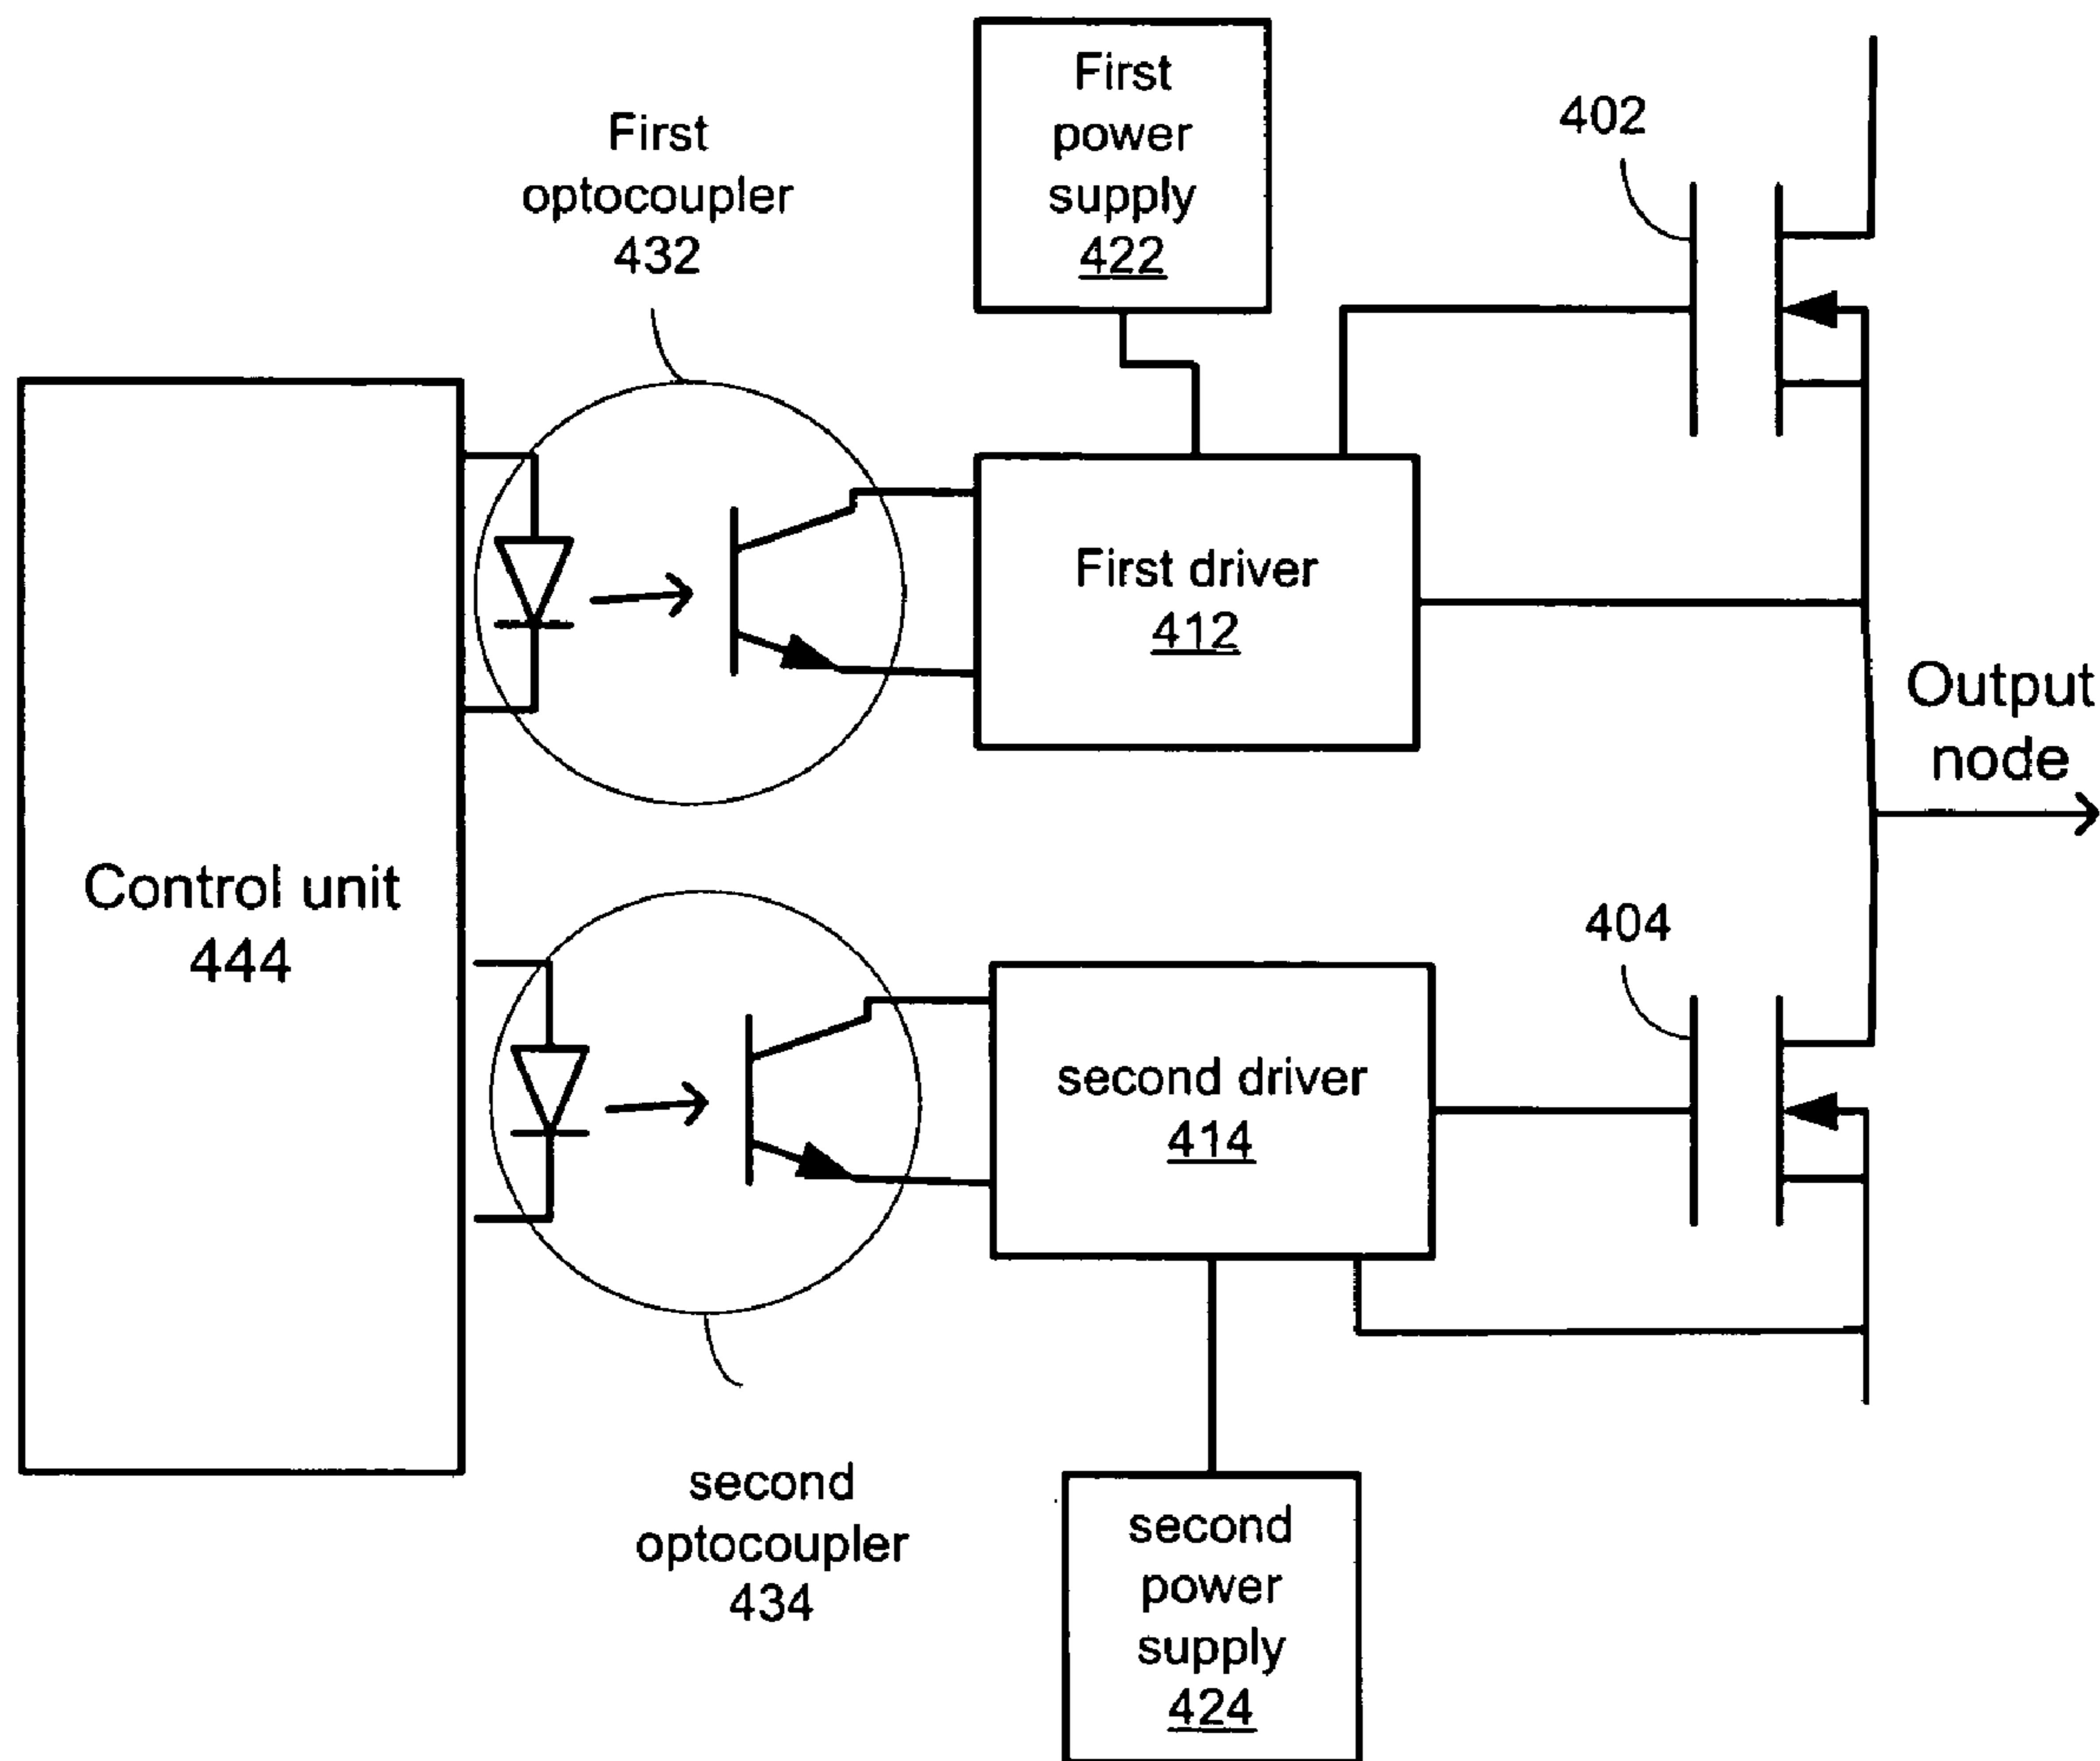 First
power
supply
422
402
First
optocoupler
432
First driver
412
Output
node
Control unit
444
404
second driver
414
second
optocoupler
434
second
power
supply
424